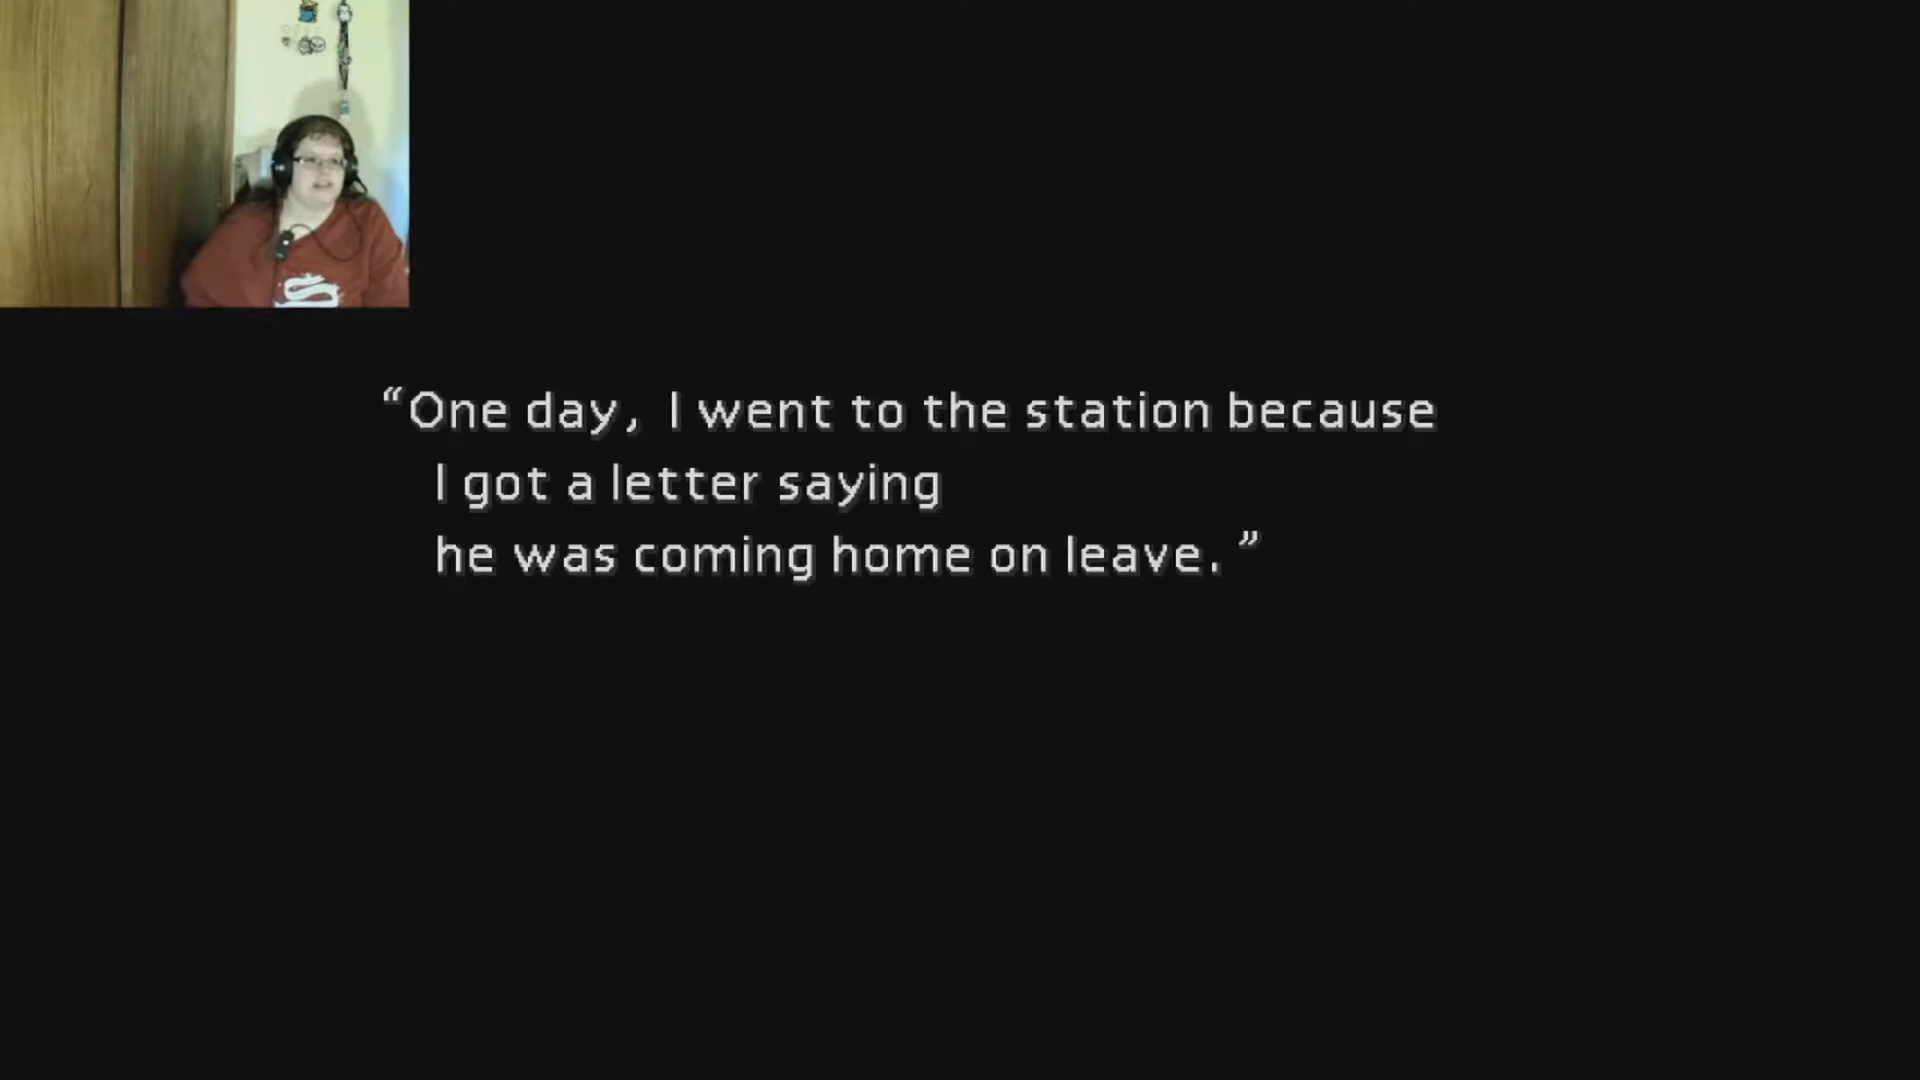 “One day, I went to the station because
I got a letter saying
he was coming home on leave.”